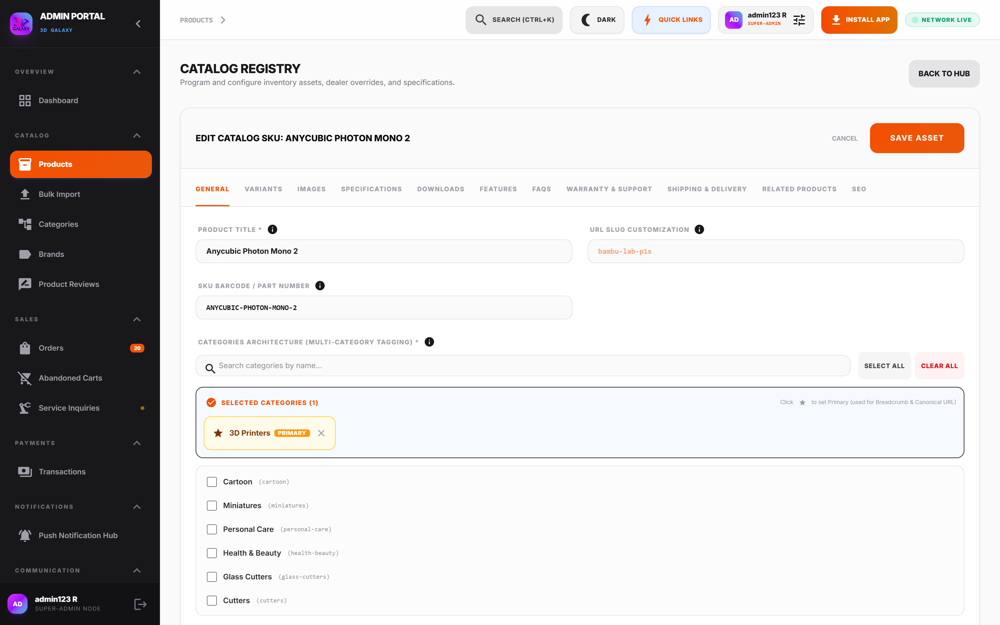 3D
GALAXY
ADMIN PORTAL
3D GALAXY
OVERVIEW
Dashboard
CATALOG
Products
Bulk Import
Categories
Brands
Product Reviews
SALES
Orders 20
Abandoned Carts
Service Inquiries
PAYMENTS
Transactions
NOTIFICATIONS
Push Notification Hub
COMMUNICATION
AD
admin123 R
SUPER-ADMIN NODE
PRODUCTS
SEARCH (CTRL+K)
DARK
QUICK LINKS
AD
admin123 R
SUPER-ADMIN
INSTALL APP
NETWORK LIVE
CATALOG REGISTRY
Program and configure inventory assets, dealer overrides, and specifications.
BACK TO HUB
EDIT CATALOG SKU: ANYCUBIC PHOTON MONO 2
CANCEL
SAVE ASSET
GENERAL VARIANTS IMAGES SPECIFICATIONS DOWNLOADS FEATURES FAQS WARRANTY & SUPPORT SHIPPING & DELIVERY RELATED PRODUCTS SEO
PRODUCT TITLE *
Anycubic Photon Mono 2
URL SLUG CUSTOMIZATION
bambu-lab-p1s
SKU BARCODE / PART NUMBER
ANYCUBIC-PHOTON-MONO-2
CATEGORIES ARCHITECTURE (MULTI-CATEGORY TAGGING) *
Search categories by name...
SELECT ALL
CLEAR ALL
SELECTED CATEGORIES (1)
Click ★ to set Primary (used for Breadcrumb & Canonical URL)
3D Printers PRIMARY
Cartoon (cartoon)
Miniatures (miniatures)
Personal Care (personal-care)
Health & Beauty (health-beauty)
Glass Cutters (glass-cutters)
Cutters (cutters)